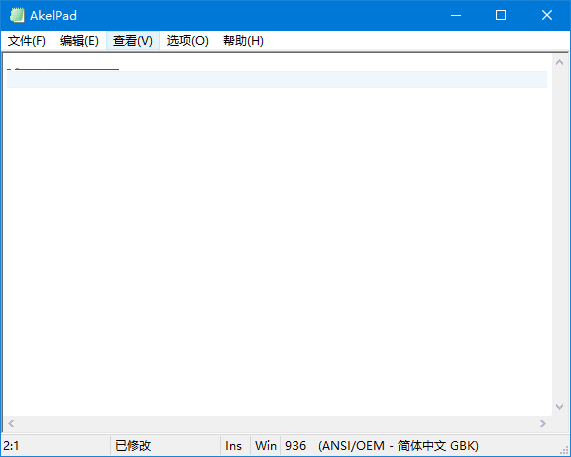 AkelPad
文件(F) 编辑(E) 查看(V) 选项(O) 帮助(H)
2:1 已修改 Ins Win 936 (ANSI/OEM - 简体中文 GBK)